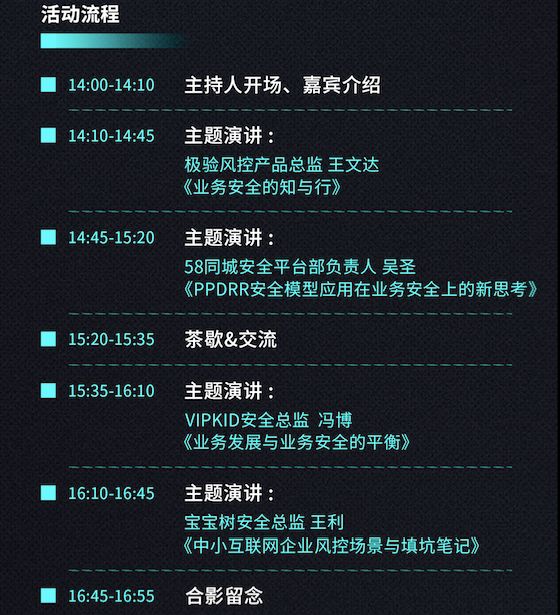 活动流程
14:00-14:10 主持人开场、嘉宾介绍
14:10-14:45 主题演讲：
极验风控产品总监 王文达
《业务安全的知与行》
14:45-15:20 主题演讲：
58同城安全平台部负责人 吴圣
《PPDRR安全模型应用在业务安全上的新思考》
15:20-15:35 茶歇&交流
15:35-16:10 主题演讲：
VIPKID安全总监 冯博
《业务发展与业务安全的平衡》
16:10-16:45 主题演讲：
宝宝树安全总监 王利
《中小互联网企业风控场景与填坑笔记》
16:45-16:55 合影留念